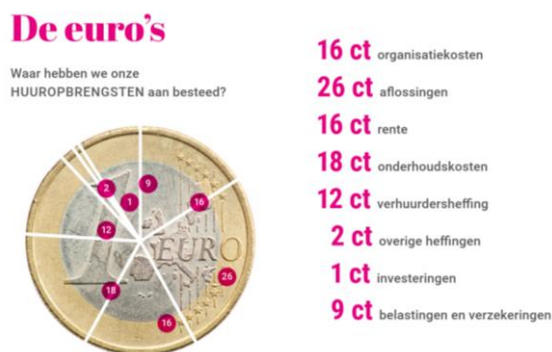 De euro's
Waar hebben we onze
HUUROPBRENGSTEN aan besteed?
16 ct organisatiekosten
26 ct aflossingen
16 ct rente
18 ct onderhoudskosten
12 ct verhuurdersheffing
2 ct overige heffingen
1 ct investeringen
9 ct belastingen en verzekeringen
2
9
1
16
12
EURO
26
18
16